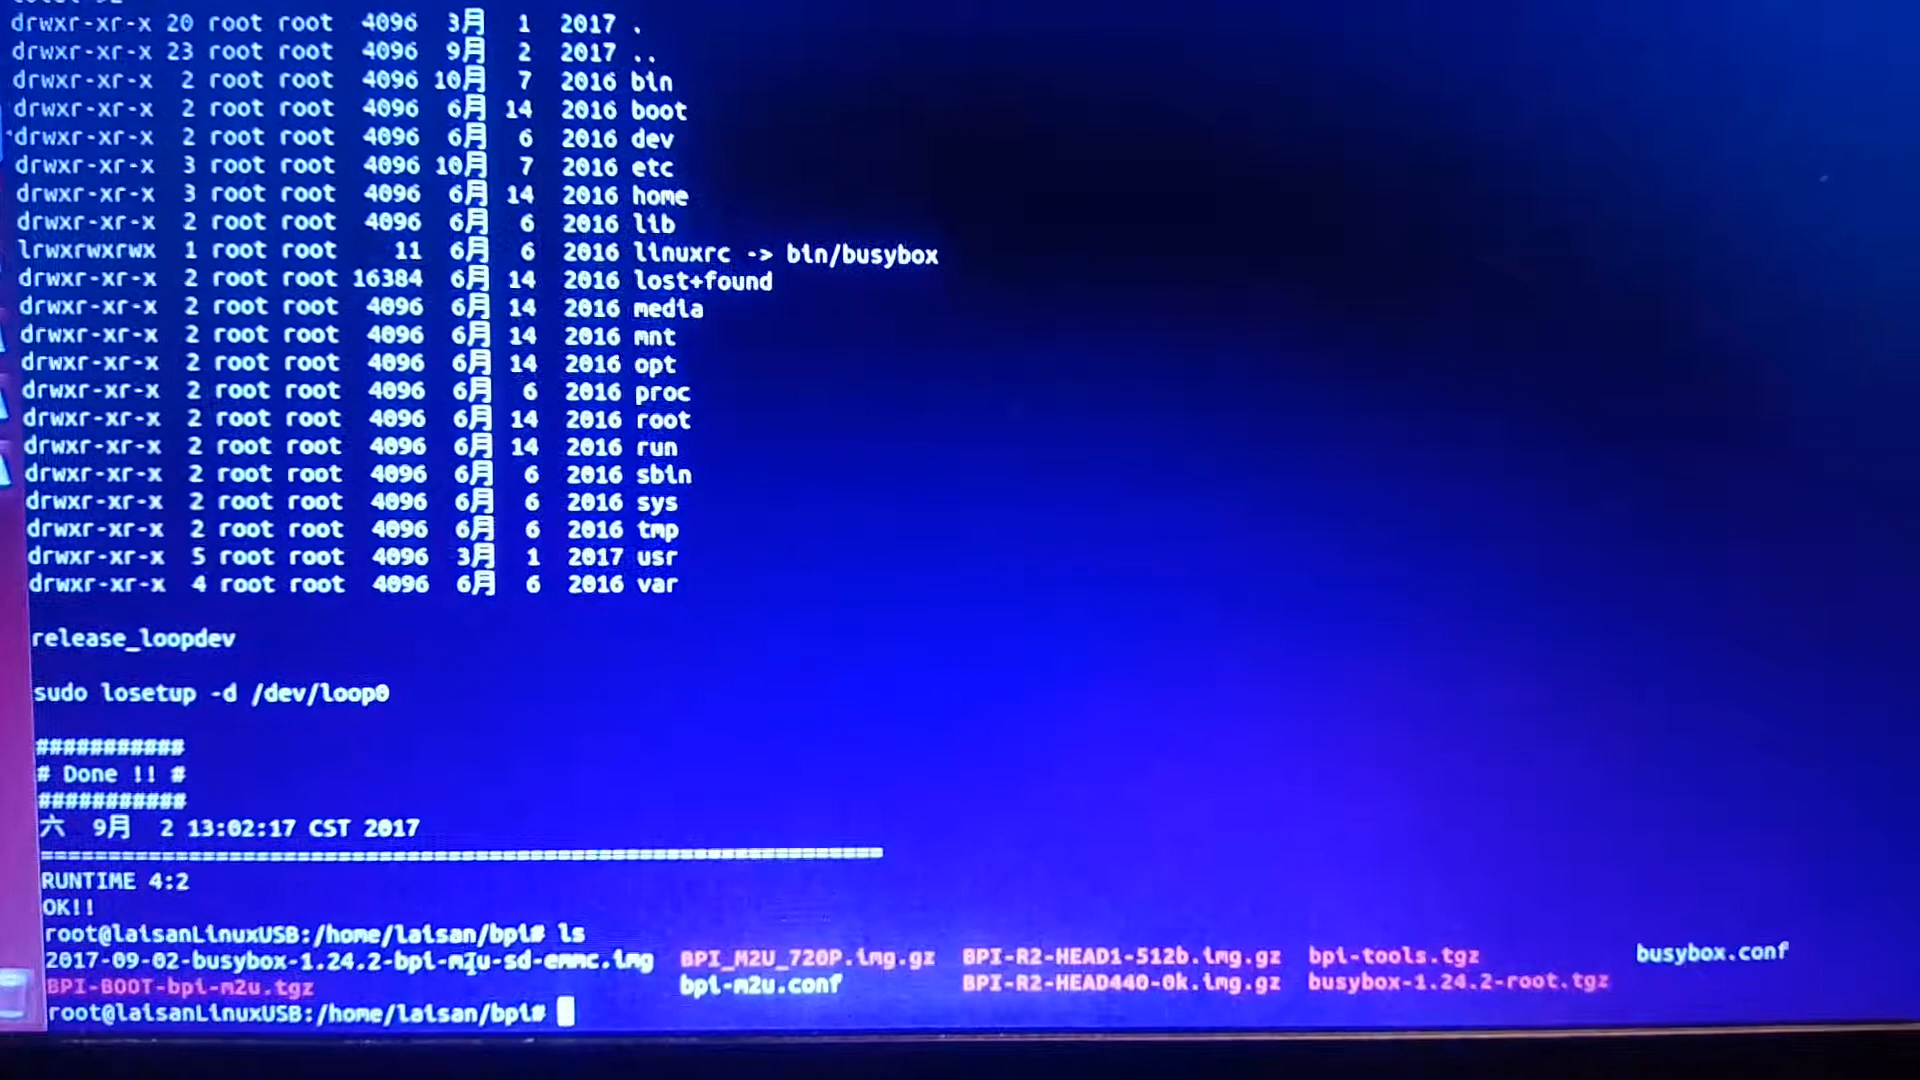 drwxr-xr-x 20 root root 4096 3月 1 2017 .
drwxr-xr-x 23 root root 4096 9月 2 2017 ..
drwxr-xr-x 2 root root 4096 10月 7 2016 bin
drwxr-xr-x 2 root root 4096 6月 14 2016 boot
drwxr-xr-x 2 root root 4096 6月 6 2016 dev
drwxr-xr-x 3 root root 4096 10月 7 2016 etc
drwxr-xr-x 3 root root 4096 6月 14 2016 home
drwxr-xr-x 2 root root 4096 6月 6 2016 lib
lrwxrwxrwx 1 root root 11 6月 6 2016 linuxrc -> bin/busybox
drwxr-xr-x 2 root root 16384 6月 14 2016 lost+found
drwxr-xr-x 2 root root 4096 6月 14 2016 media
drwxr-xr-x 2 root root 4096 6月 14 2016 mnt
drwxr-xr-x 2 root root 4096 6月 14 2016 opt
drwxr-xr-x 2 root root 4096 6月 6 2016 proc
drwxr-xr-x 2 root root 4096 6月 14 2016 root
drwxr-xr-x 2 root root 4096 6月 14 2016 run
drwxr-xr-x 2 root root 4096 6月 6 2016 sbin
drwxr-xr-x 2 root root 4096 6月 6 2016 sys
drwxr-xr-x 2 root root 4096 6月 6 2016 tmp
drwxr-xr-x 5 root root 4096 3月 1 2017 usr
drwxr-xr-x 4 root root 4096 6月 6 2016 var
release_loopdev
sudo losetup -d /dev/loop0
###########
# Done !! #
###########
六 9月 2 13:02:17 CST 2017
==============================================================
RUNTIME 4:2
OK!!
root@laisanLinuxUSB:/home/laisan/bpi# ls
2017-09-02-busybox-1.24.2-bpi-m2u-sd-emmc.img BPI_M2U_720P.img.gz BPI-R2-HEAD1-512b.img.gz bpi-tools.tgz busybox.conf
BPI-BOOT-bpi-m2u.tgz bpi-m2u.conf BPI-R2-HEAD440-0k.img.gz busybox-1.24.2-root.tgz
root@laisanLinuxUSB:/home/laisan/bpi#